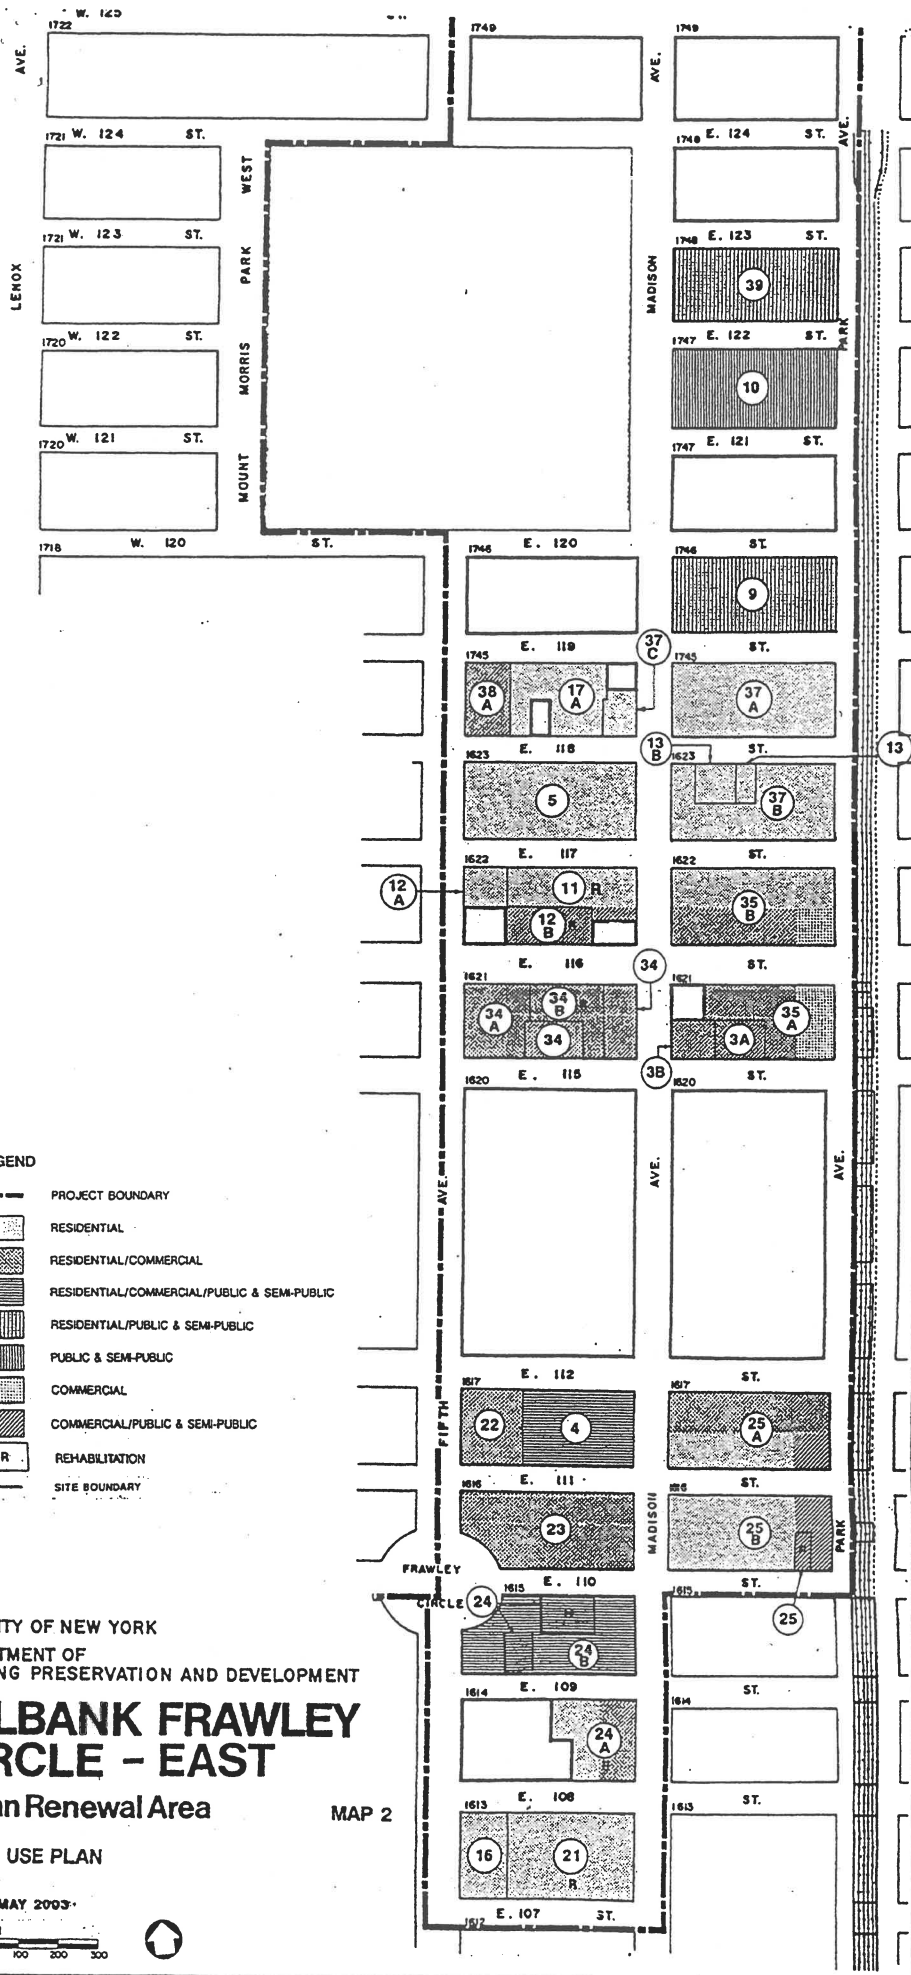 W. 125
1722
1749
1749
AVE.
AVE.
AVE.
1721 W. 124 ST.
1748 E. 124
WEST
1721 W. 123 ST.
1748 E. 123 ST.
PARK
LENOX
MADISON
39
1720 W. 122 ST.
1747 E. 122 ST.
PARK
MORRIS
10
1720 W. 121 ST.
1747 E. 121 ST.
MOUNT
1718 W. 120 ST.
1746 E. 120
1746 ST.
9
E. 119
37 C
ST.
1745
1745
38 A
17 A
37 A
E. 118
13 B
ST.
13
1623
1623
5
37 B
E. 117
ST.
1622
1622
12 A
11 R
12 B
35 B
E. 116
34
ST.
1621
1621
34 A
34 B
34
35 A
3A
E. 115
3B
ST.
1620
1620
AVE.
AVE.
AVE.
GEND
PROJECT BOUNDARY
RESIDENTIAL
RESIDENTIAL/COMMERCIAL
RESIDENTIAL/COMMERCIAL/PUBLIC & SEMI-PUBLIC
RESIDENTIAL/PUBLIC & SEMI-PUBLIC
PUBLIC & SEMI-PUBLIC
COMMERCIAL
COMMERCIAL/PUBLIC & SEMI-PUBLIC
R REHABILITATION
SITE BOUNDARY
E. 112
ST.
1617
1617
FIFTH
22
4
25 A
E. 111
ST.
1616
1616
MADISON
PARK
23
25 B
FRAWLEY
CIRCLE
E. 110
ST.
1615
1615
24
25
24 B
E. 109
ST.
1614
1614
24 A
E. 108
ST.
1613
1613
16
21
R
E. 107 ST.
1612
ITY OF NEW YORK
TMENT OF
NG PRESERVATION AND DEVELOPMENT
LBANK FRAWLEY
RCLE - EAST
n Renewal Area
MAP 2
USE PLAN
MAY 2003
100 200 300